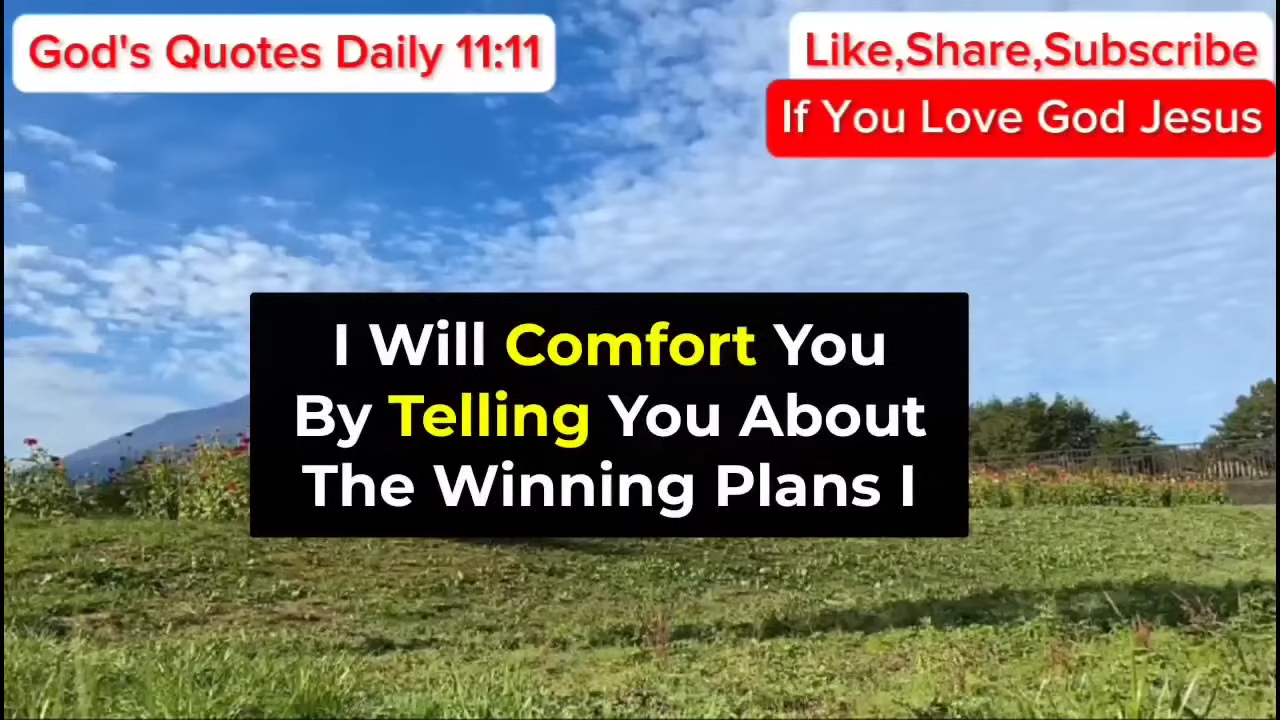 God's Quotes Daily 11:11
Like,Share,Subscribe
If You Love God Jesus
I Will Comfort You
By Telling You About
The Winning Plans I